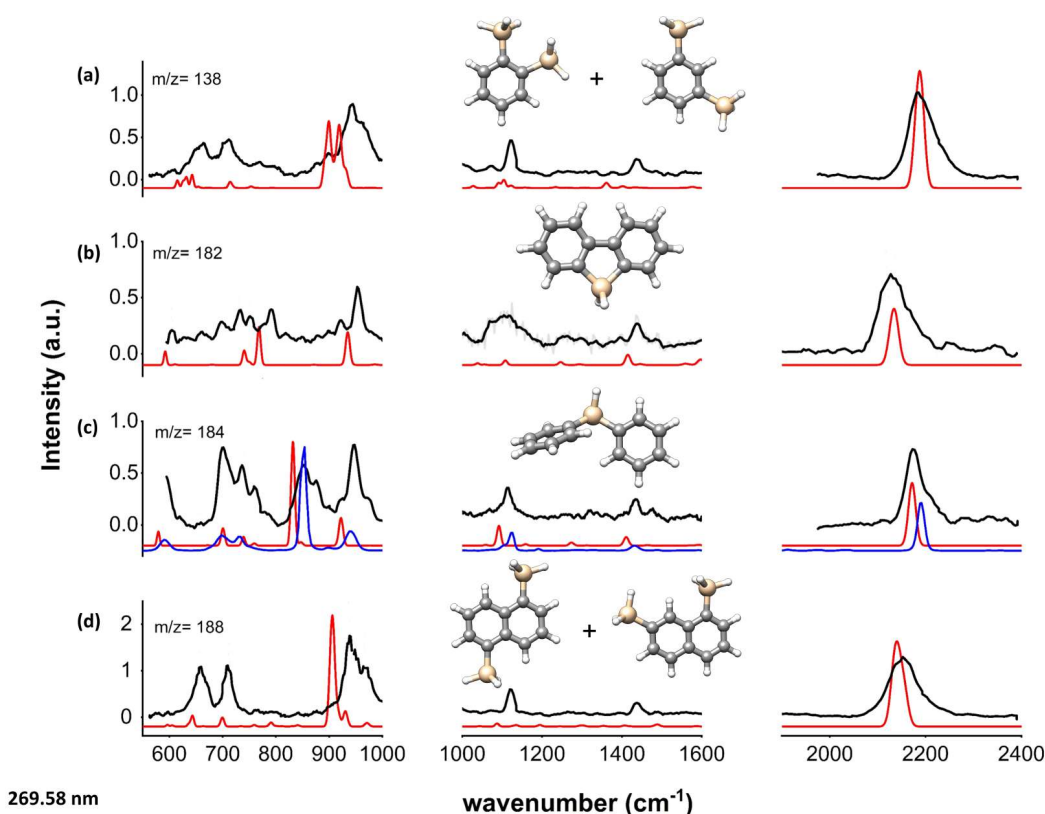 (a) m/z= 138 +
1.0
0.5
0.0
(b) m/z= 182
1.0
0.5
0.0
(c) m/z= 184
1.0
0.5
0.0
(d) m/z= 188 +
2
1
0
Intensity (a.u.)
600 700 800 900 1000 1000 1200 1400 1600 2000 2200 2400
269.58 nm
wavenumber (cm⁻¹)